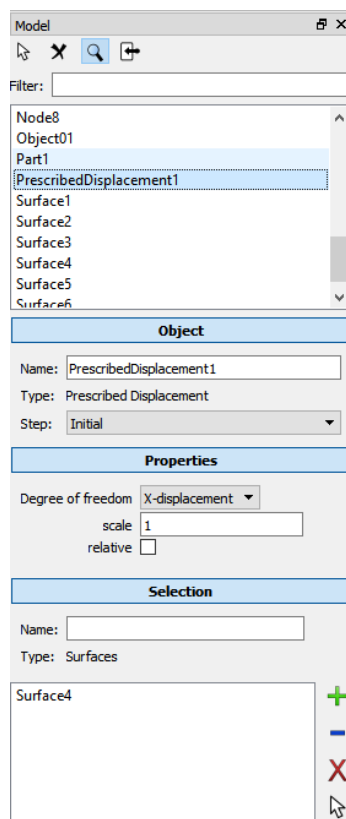 Model
Filter:
Node8
Object01
Part1
PrescribedDisplacement1
Surface1
Surface2
Surface3
Surface4
Surface5
Surface6
Object
Name: PrescribedDisplacement1
Type: Prescribed Displacement
Step: Initial
Properties
Degree of freedom X-displacement
scale 1
relative
Selection
Name:
Type: Surfaces
Surface4